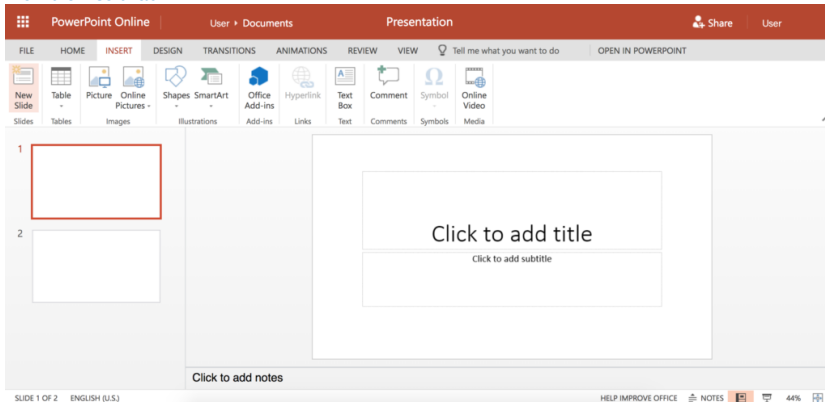 PowerPoint Online User ▸ Documents Presentation Share User
FILE HOME INSERT DESIGN TRANSITIONS ANIMATIONS REVIEW VIEW Tell me what you want to do OPEN IN POWERPOINT
New Slide
Table
Picture
Online Pictures
Shapes
SmartArt
Office Add-ins
Hyperlink
Text Box
Comment
Symbol
Online Video
Slides Tables Images Illustrations Add-ins Links Text Comments Symbols Media
1
2
Click to add title
Click to add subtitle
Click to add notes
SLIDE 1 OF 2 ENGLISH (U.S.) HELP IMPROVE OFFICE NOTES 44%